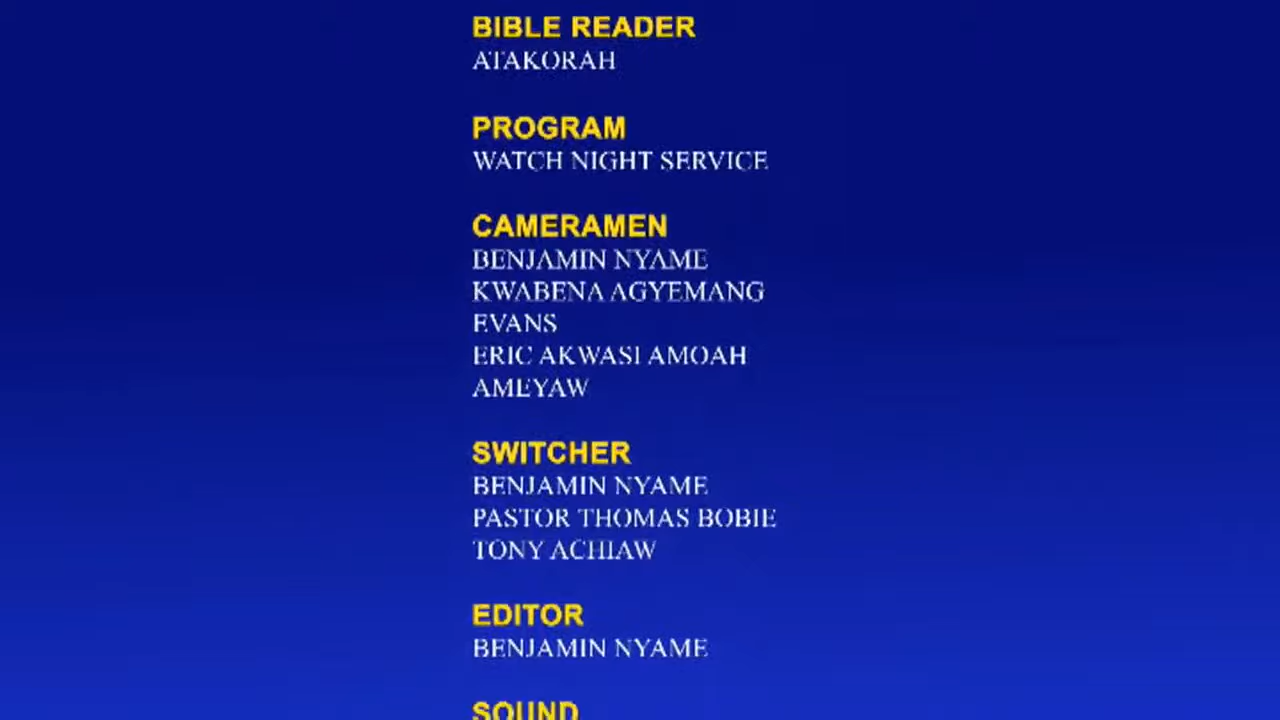 BIBLE READER
ATAKORAH
PROGRAM
WATCH NIGHT SERVICE
CAMERAMEN
BENJAMIN NYAME
KWABENA AGYEMANG
EVANS
ERIC AKWASI AMOAH
AMEYAW
SWITCHER
BENJAMIN NYAME
PASTOR THOMAS BOBIE
TONY ACHIAW
EDITOR
BENJAMIN NYAME
SOUND